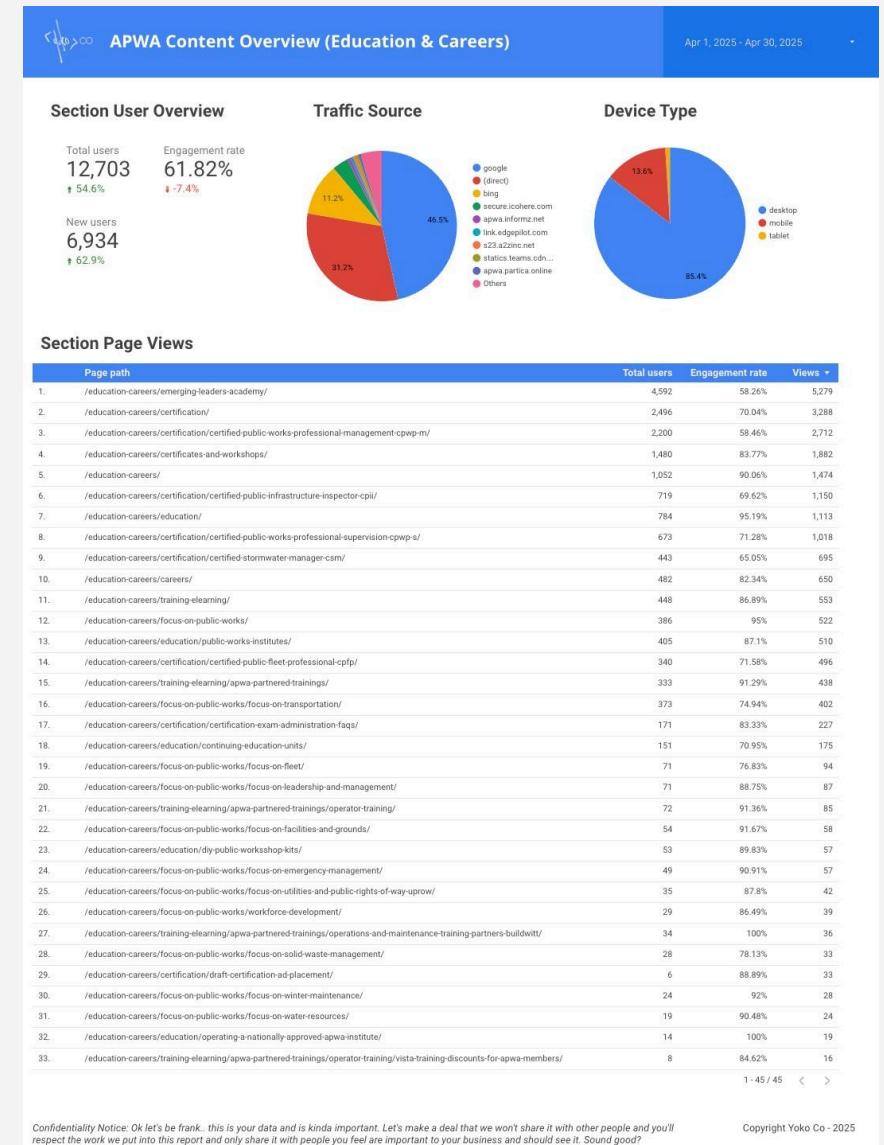 APWA Content Overview (Education & Careers)
Apr 1, 2025 - Apr 30, 2025
Section User Overview
Traffic Source
Device Type
Total users
Engagement rate
12,703
61.82%
54.6%
-7.4%
New users
6,934
62.9%
46.5%
31.2%
11.2%
google
(direct)
bing
secure.icohere.com
apwa.informz.net
link.edgepilot.com
s23.a2zinc.net
statics.teams.cdn...
apwa.partica.online
Others
13.6%
85.4%
desktop
mobile
tablet
Section Page Views
Page path Total users Engagement rate Views
1. /education-careers/emerging-leaders-academy/ 4,592 58.26% 5,279
2. /education-careers/certification/ 2,496 70.04% 3,288
3. /education-careers/certification/certified-public-works-professional-management-cpwp-m/ 2,200 58.46% 2,712
4. /education-careers/certificates-and-workshops/ 1,480 83.77% 1,882
5. /education-careers/ 1,052 90.06% 1,474
6. /education-careers/certification/certified-public-infrastructure-inspector-cpii/ 719 69.62% 1,150
7. /education-careers/education/ 784 95.19% 1,113
8. /education-careers/certification/certified-public-works-professional-supervision-cpwp-s/ 673 71.28% 1,018
9. /education-careers/certification/certified-stormwater-manager-csm/ 443 65.05% 695
10. /education-careers/careers/ 482 82.34% 650
11. /education-careers/training-elearning/ 448 86.89% 553
12. /education-careers/focus-on-public-works/ 386 95% 522
13. /education-careers/education/public-works-institutes/ 405 87.1% 510
14. /education-careers/certification/certified-public-fleet-professional-cpfp/ 340 71.58% 496
15. /education-careers/training-elearning/apwa-partnered-trainings/ 333 91.29% 438
16. /education-careers/focus-on-public-works/focus-on-transportation/ 373 74.94% 402
17. /education-careers/certification/certification-exam-administration-faqs/ 171 83.33% 227
18. /education-careers/education/continuing-education-units/ 151 70.95% 175
19. /education-careers/focus-on-public-works/focus-on-fleet/ 71 76.83% 94
20. /education-careers/focus-on-public-works/focus-on-leadership-and-management/ 71 88.75% 87
21. /education-careers/training-elearning/apwa-partnered-trainings/operator-training/ 72 91.36% 85
22. /education-careers/focus-on-public-works/focus-on-facilities-and-grounds/ 54 91.67% 58
23. /education-careers/education/diy-public-worksshop-kits/ 53 89.83% 57
24. /education-careers/focus-on-public-works/focus-on-emergency-management/ 49 90.91% 57
25. /education-careers/focus-on-public-works/focus-on-utilities-and-public-rights-of-way-uprow/ 35 87.8% 42
26. /education-careers/focus-on-public-works/workforce-development/ 29 86.49% 39
27. /education-careers/training-elearning/apwa-partnered-trainings/operations-and-maintenance-training-partners-buildwitt/ 34 100% 36
28. /education-careers/focus-on-public-works/focus-on-solid-waste-management/ 28 78.13% 33
29. /education-careers/certification/draft-certification-ad-placement/ 6 88.89% 33
30. /education-careers/focus-on-public-works/focus-on-winter-maintenance/ 24 92% 28
31. /education-careers/focus-on-public-works/focus-on-water-resources/ 19 90.48% 24
32. /education-careers/education/operating-a-nationally-approved-apwa-institute/ 14 100% 19
33. /education-careers/training-elearning/apwa-partnered-trainings/operator-training/vista-training-discounts-for-apwa-members/ 8 84.62% 16
1 - 45 / 45
Confidentiality Notice: Ok let's be frank.. this is your data and is kinda important. Let's make a deal that we won't share it with other people and you'll
respect the work we put into this report and only share it with people you feel are important to your business and should see it. Sound good?
Copyright Yoko Co - 2025